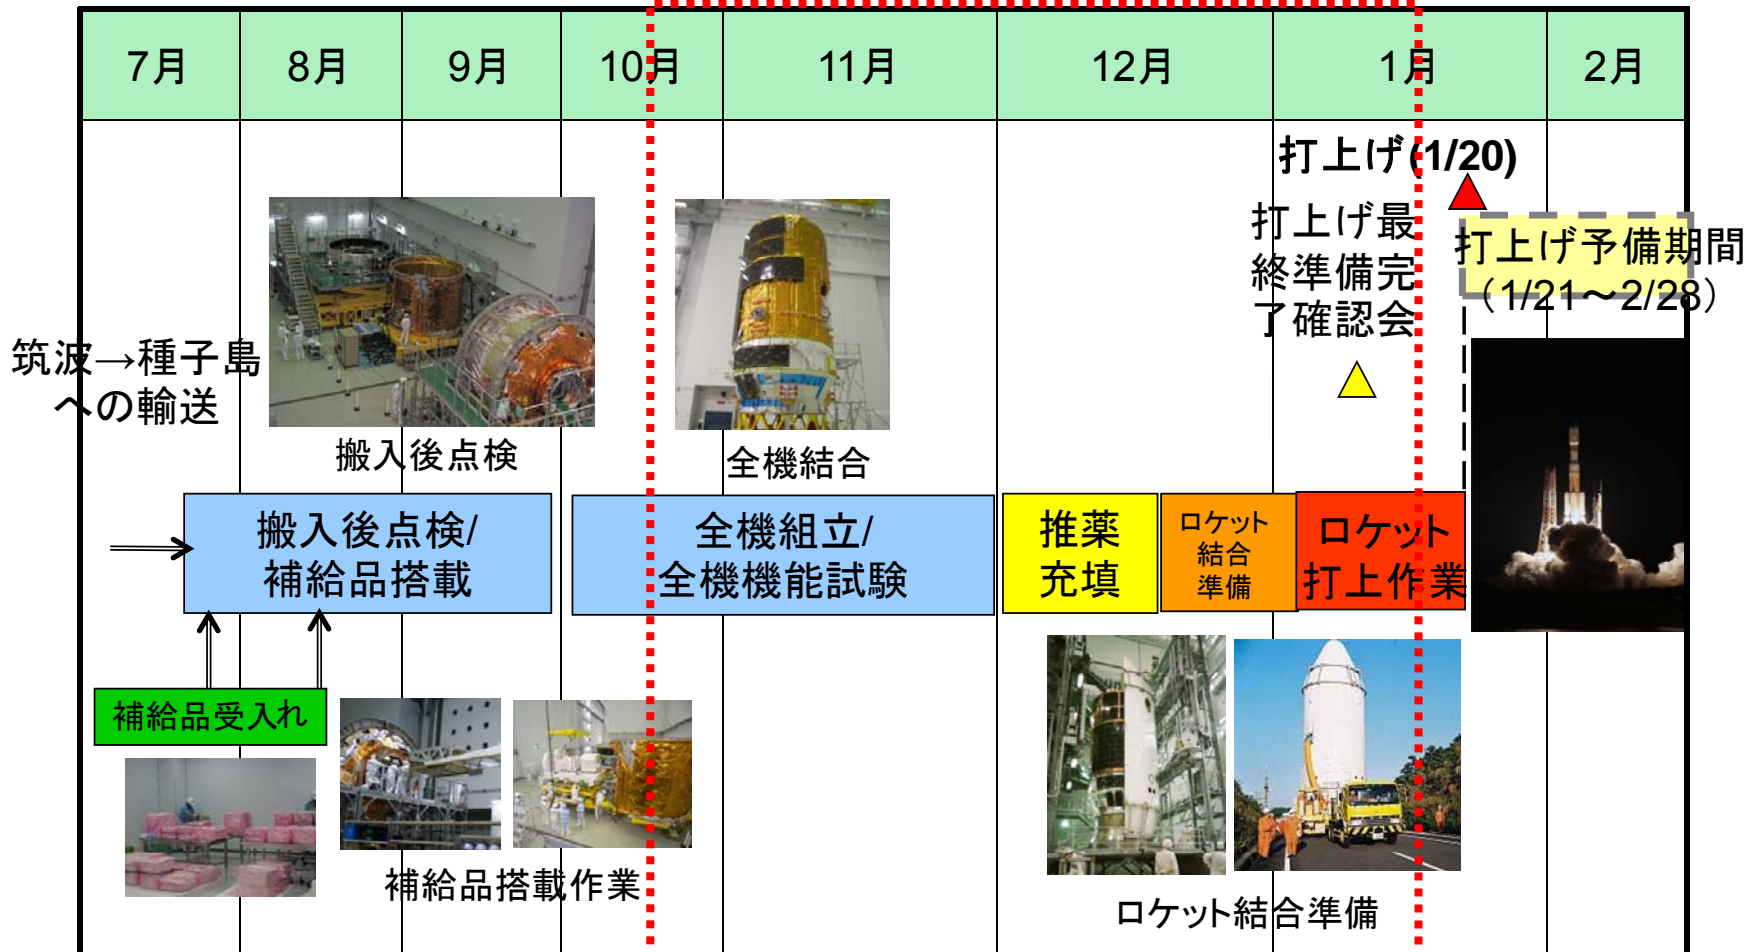 7月 8月 9月 10月 11月 12月 1月 2月
打上げ(1/20)
打上げ最
終準備完
了確認会
打上げ予備期間
（1/21～2/28）
筑波→種子島
への輸送
搬入後点検
全機結合
搬入後点検/
補給品搭載
全機組立/
全機機能試験
推薬
充填
ロケット
結合
準備
ロケット
打上作業
補給品受入れ
補給品搭載作業
ロケット結合準備